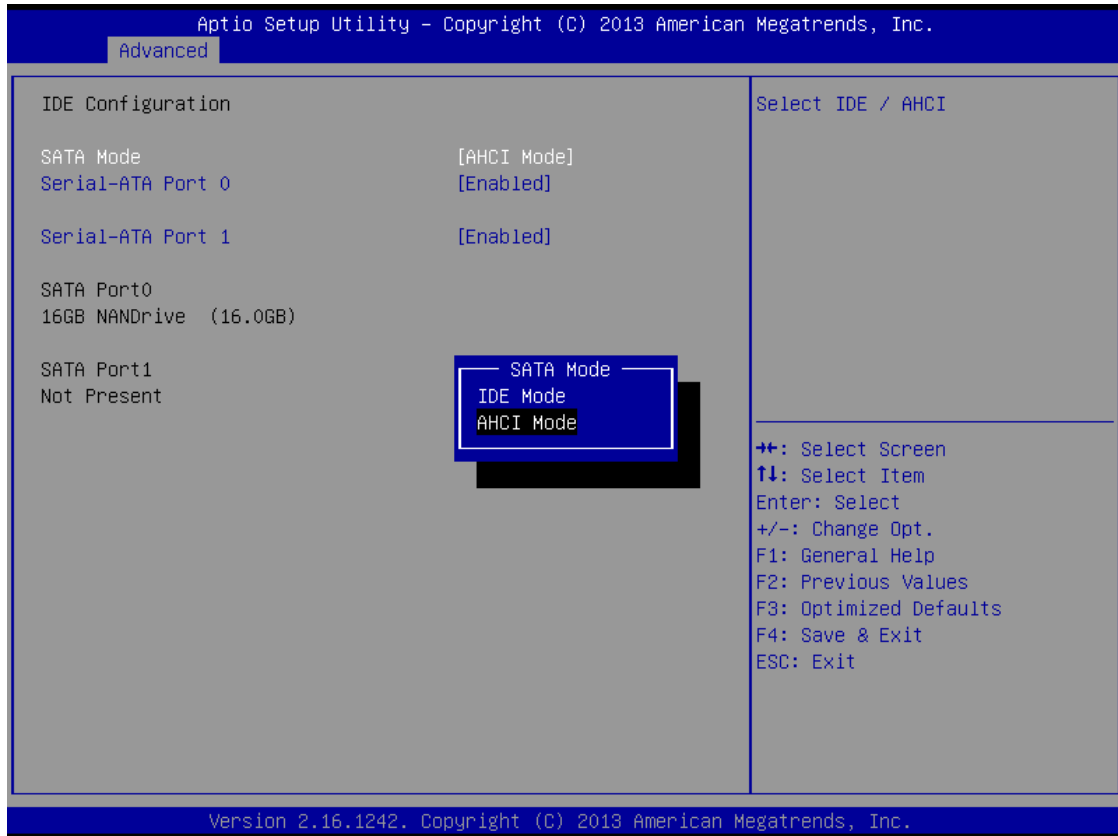 Aptio Setup Utility – Copyright (C) 2013 American Megatrends, Inc.
Advanced
IDE Configuration
SATA Mode [AHCI Mode]
Serial-ATA Port 0 [Enabled]
Serial-ATA Port 1 [Enabled]
SATA Port0
16GB NANDrive (16.0GB)
SATA Port1
Not Present
SATA Mode
IDE Mode
AHCI Mode
Select IDE / AHCI
→←: Select Screen
↑↓: Select Item
Enter: Select
+/-: Change Opt.
F1: General Help
F2: Previous Values
F3: Optimized Defaults
F4: Save & Exit
ESC: Exit
Version 2.16.1242. Copyright (C) 2013 American Megatrends, Inc.